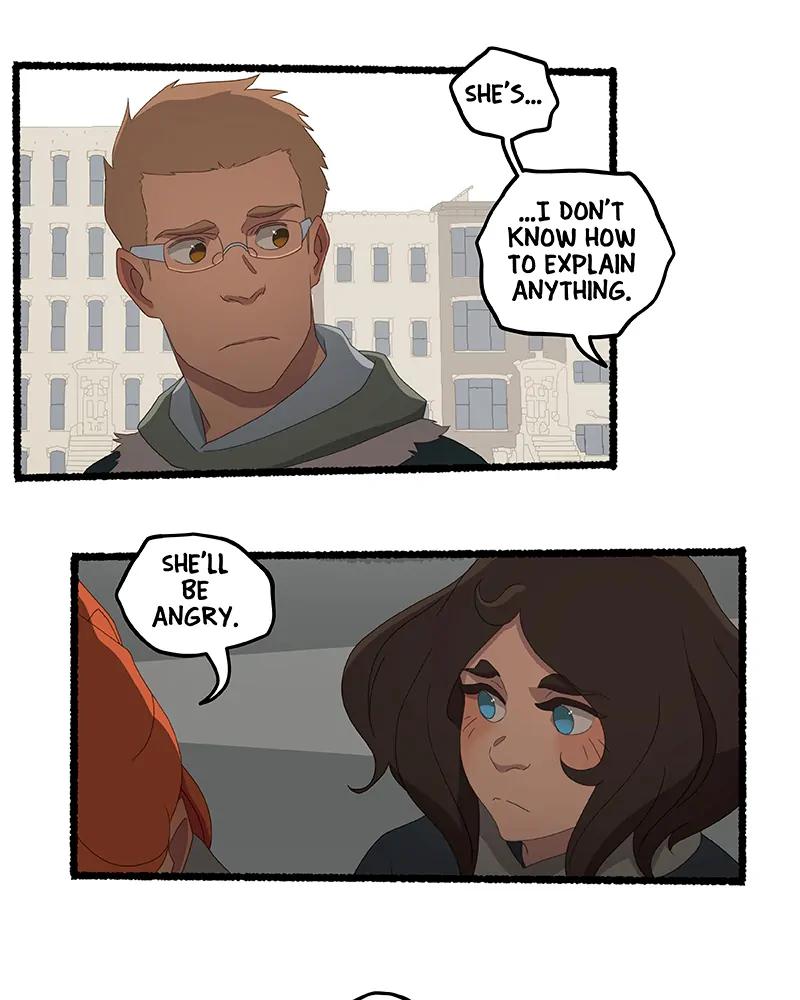 SHE'S...
...I DON'T
KNOW HOW
TO EXPLAIN
ANYTHING.
SHE'LL
BE
ANGRY.